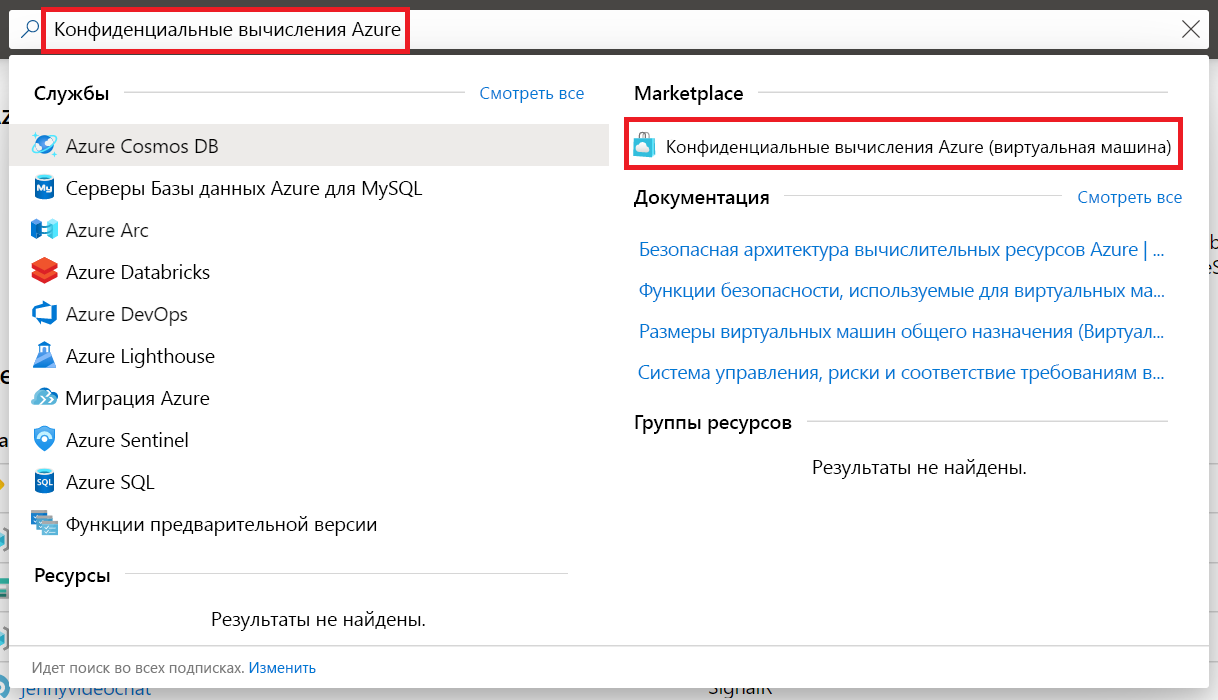 Конфиденциальные вычисления Azure
Службы
Смотреть все
Azure Cosmos DB
Серверы Базы данных Azure для MySQL
Azure Arc
Azure Databricks
Azure DevOps
Azure Lighthouse
Миграция Azure
Azure Sentinel
Azure SQL
Функции предварительной версии
Ресурсы
Результаты не найдены.
Marketplace
Конфиденциальные вычисления Azure (виртуальная машина)
Документация
Смотреть все
Безопасная архитектура вычислительных ресурсов Azure | ...
Функции безопасности, используемые для виртуальных ма...
Размеры виртуальных машин общего назначения (Виртуал...
Система управления, риски и соответствие требованиям в...
Группы ресурсов
Результаты не найдены.
Идет поиск во всех подписках. Изменить
jennyvideochat
SignalR